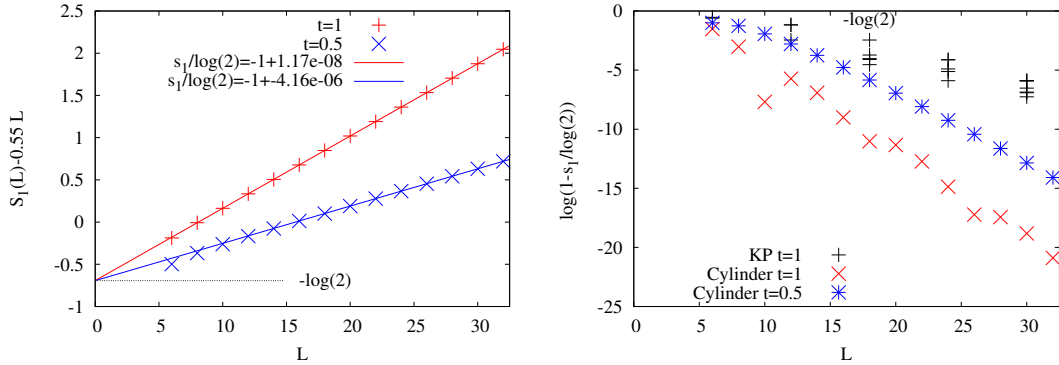 2.5
2
1.5
1
0.5
0
-0.5
-1
0 5 10 15 20 25 30
L
S1(L)-0.55 L
t=1
t=0.5
s1/log(2)=-1+1.17e-08
s1/log(2)=-1+-4.16e-06
-log(2)
0
-5
-10
-15
-20
-25
0 5 10 15 20 25 30
L
log(1-s1/log(2))
-log(2)
KP t=1
Cylinder t=1
Cylinder t=0.5